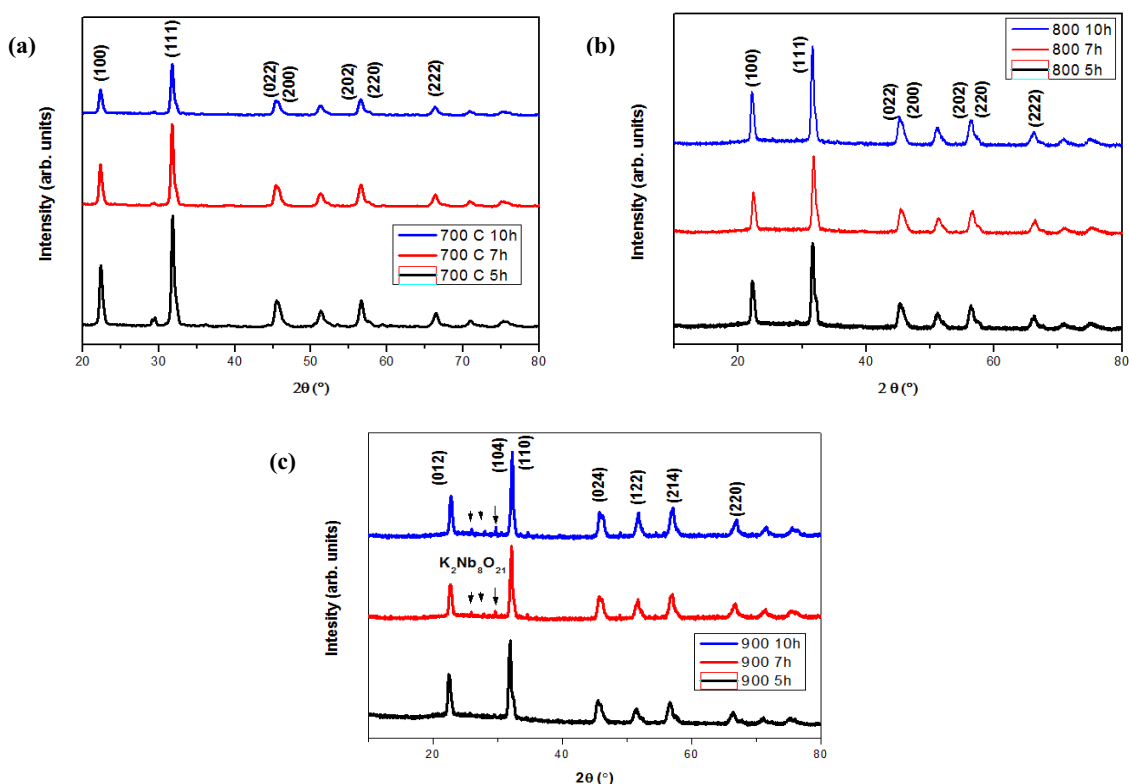 (a)
(100)
(111)
(022)
(200)
(202)
(220)
(222)
Intensity (arb. units)
700 C 10h
700 C 7h
700 C 5h
20 30 40 50 60 70 80
2θ (°)
(b)
(100)
(111)
(022)
(200)
(202)
(220)
(222)
Intensity (arb. units)
800 10h
800 7h
800 5h
20 40 60 80
2 θ (°)
(c)
(012)
(104)
(110)
(024)
(122)
(214)
(220)
K2Nb8O21
Intesity (arb. units)
900 10h
900 7h
900 5h
20 40 60 80
2θ (°)